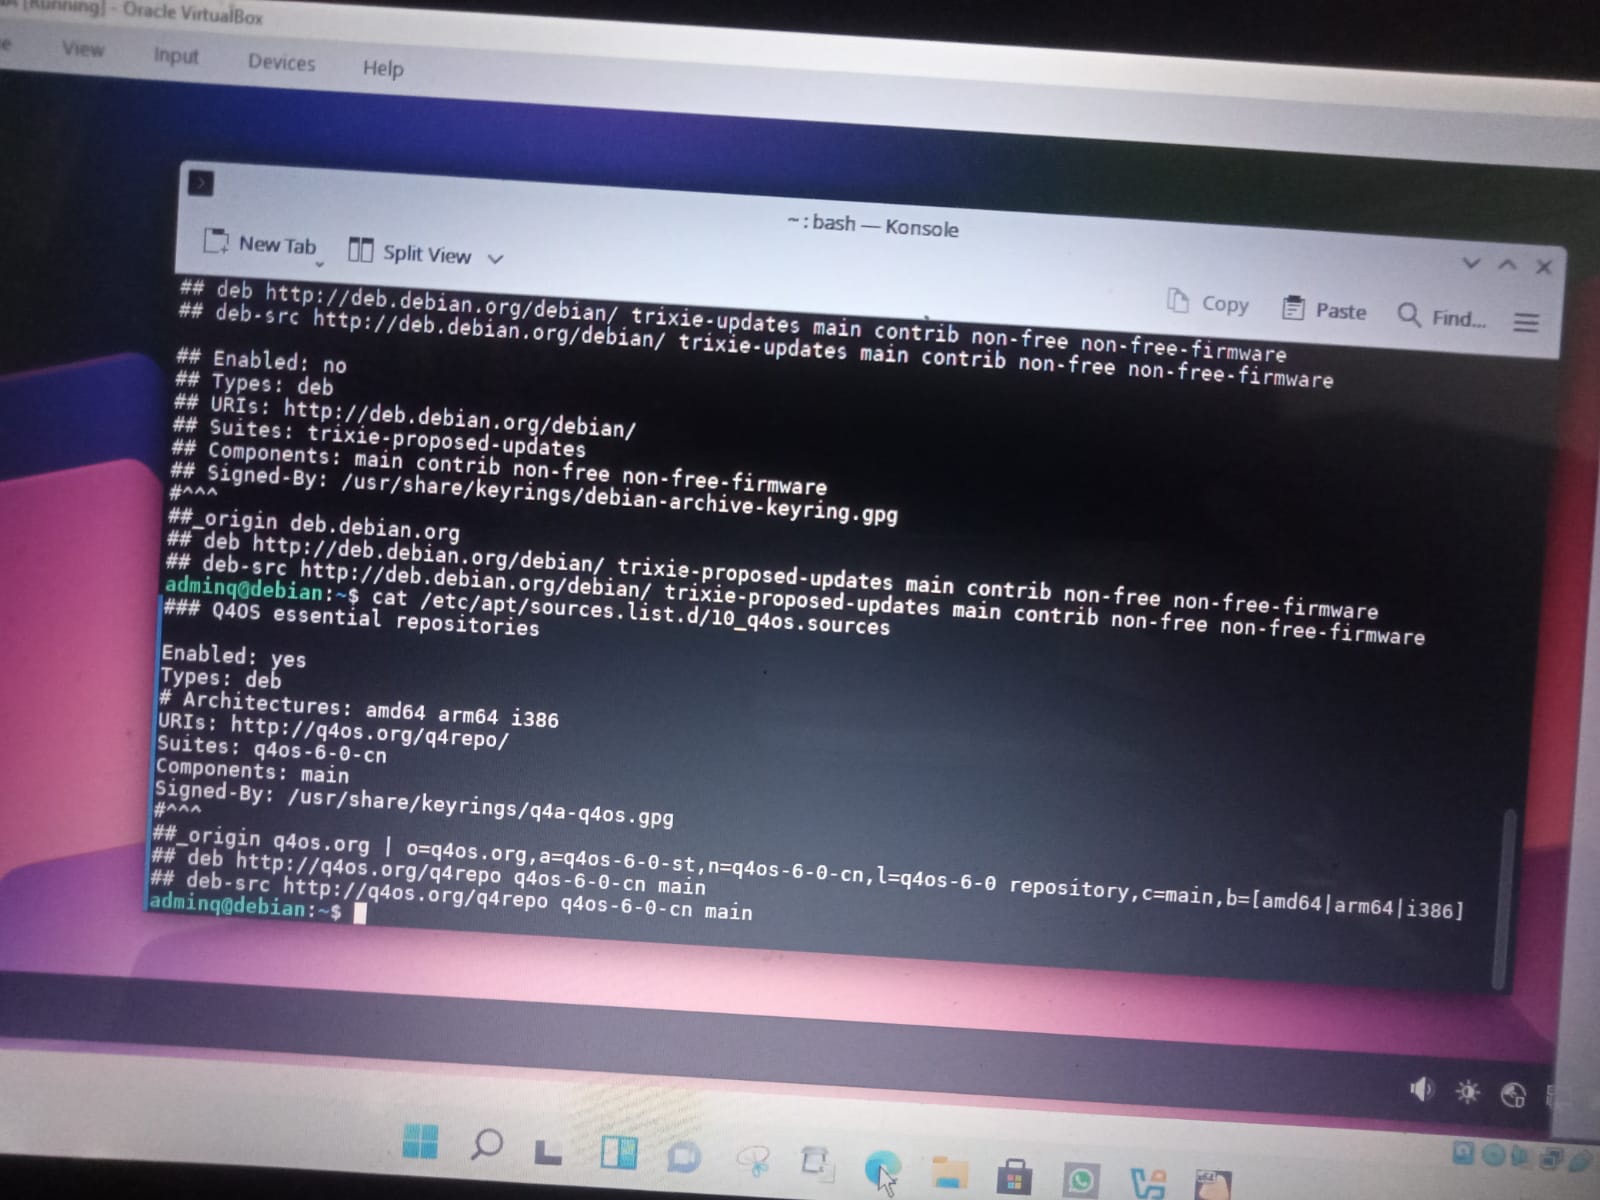 [Running] - Oracle VirtualBox
View Input Devices Help
~ : bash — Konsole
New Tab Split View
Copy Paste Find...
## deb http://deb.debian.org/debian/ trixie-updates main contrib non-free non-free-firmware
## deb-src http://deb.debian.org/debian/ trixie-updates main contrib non-free non-free-firmware
## Enabled: no
## Types: deb
## URIs: http://deb.debian.org/debian/
## Suites: trixie-proposed-updates
## Components: main contrib non-free non-free-firmware
## Signed-By: /usr/share/keyrings/debian-archive-keyring.gpg
#^^^
##_origin deb.debian.org
## deb http://deb.debian.org/debian/ trixie-proposed-updates main contrib non-free non-free-firmware
## deb-src http://deb.debian.org/debian/ trixie-proposed-updates main contrib non-free non-free-firmware
adminq@debian:~$ cat /etc/apt/sources.list.d/10_q4os.sources
### Q4OS essential repositories
Enabled: yes
Types: deb
# Architectures: amd64 arm64 i386
URIs: http://q4os.org/q4repo/
Suites: q4os-6-0-cn
Components: main
Signed-By: /usr/share/keyrings/q4a-q4os.gpg
#^^^
##_origin q4os.org | o=q4os.org,a=q4os-6-0-st,n=q4os-6-0-cn,l=q4os-6-0 repository,c=main,b=[amd64|arm64|i386]
## deb http://q4os.org/q4repo q4os-6-0-cn main
## deb-src http://q4os.org/q4repo q4os-6-0-cn main
adminq@debian:~$